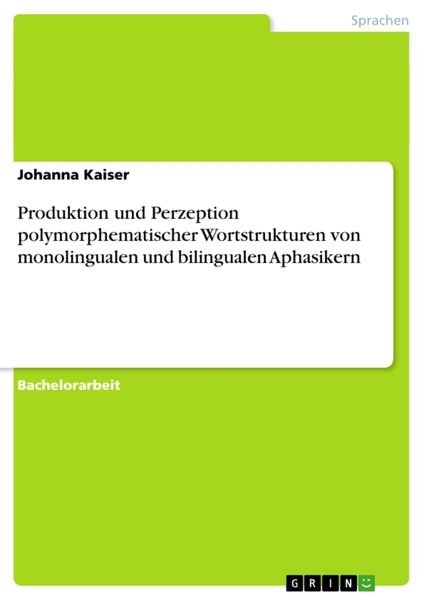 Sprachen
Johanna Kaiser
Produktion und Perzeption
polymorphematischer Wortstrukturen von
monolingualen und bilingualen Aphasikern
Bachelorarbeit
GRIN